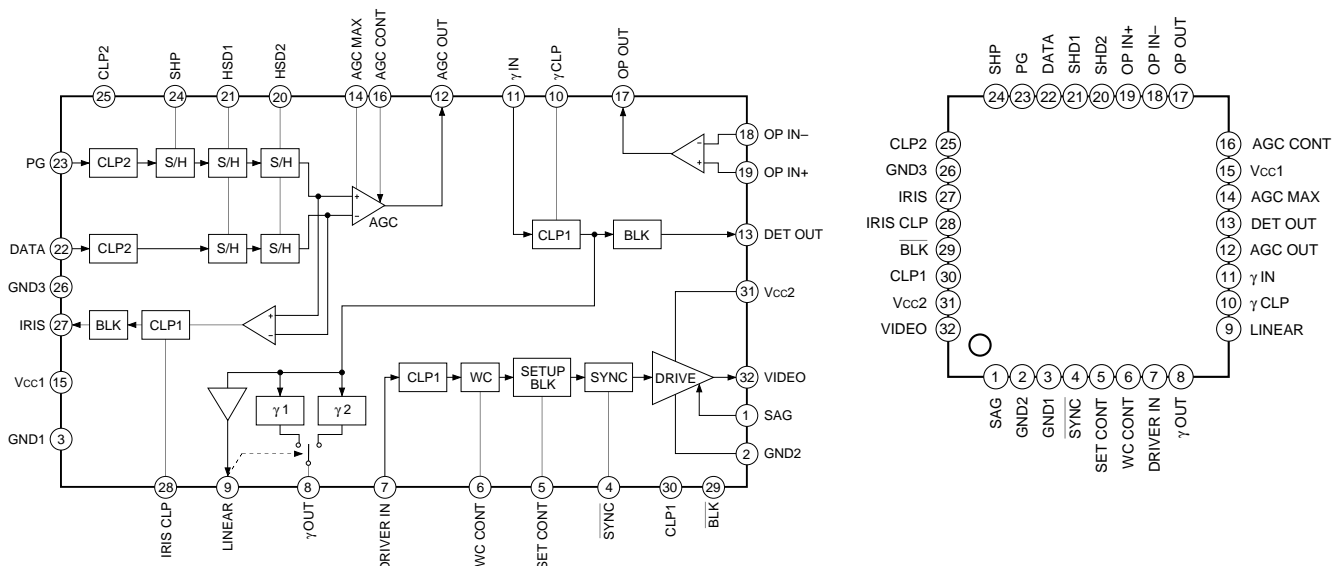 CLP2
SHP
HSD1
HSD2
AGC MAX
AGC CONT
AGC OUT
γ IN
γ CLP
OP OUT
25
24
21
20
14
16
12
11
10
17
18 OP IN–
19 OP IN+
PG 23
CLP2
S/H
S/H
S/H
+
–
AGC
–
+
DATA 22
CLP2
S/H
S/H
CLP1
BLK
13 DET OUT
GND3 26
31 Vcc2
IRIS 27
BLK
CLP1
+
–
Vcc1 15
CLP1
WC
SETUP
BLK
SYNC
DRIVE
32 VIDEO
γ 1
γ 2
1 SAG
GND1 3
2 GND2
28
9
8
7
6
5
4
30
29
IRIS CLP
LINEAR
γ OUT
DRIVER IN
WC CONT
SET CONT
SYNC
CLP1
BLK
SHP
PG
DATA
SHD1
SHD2
OP IN+
OP IN–
OP OUT
24
23
22
21
20
19
18
17
CLP2 25
GND3 26
IRIS 27
IRIS CLP 28
BLK 29
CLP1 30
Vcc2 31
VIDEO 32
16 AGC CONT
15 Vcc1
14 AGC MAX
13 DET OUT
12 AGC OUT
11 γ IN
10 γ CLP
9 LINEAR
1
2
3
4
5
6
7
8
SAG
GND2
GND1
SYNC
SET CONT
WC CONT
DRIVER IN
γ OUT